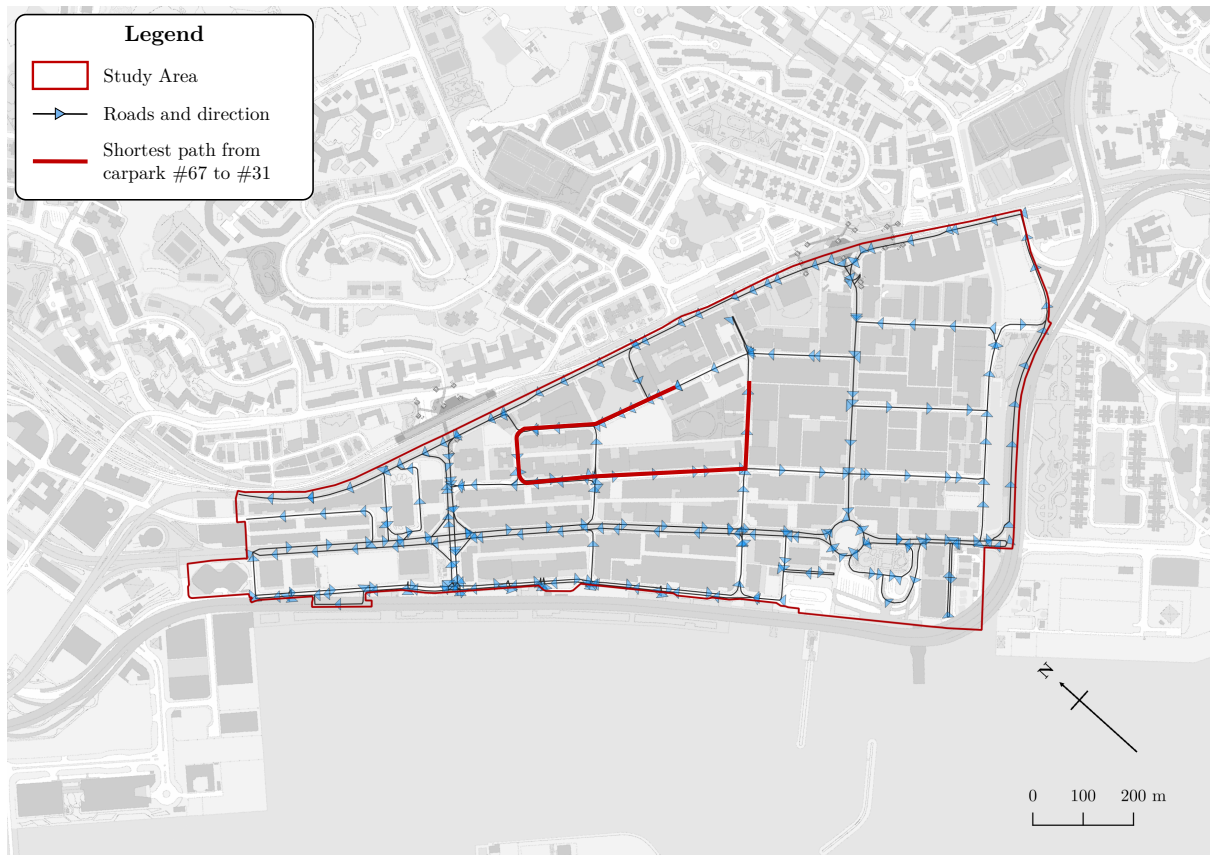 Legend
Study Area
Roads and direction
Shortest path from
carpark #67 to #31
N
0 100 200 m